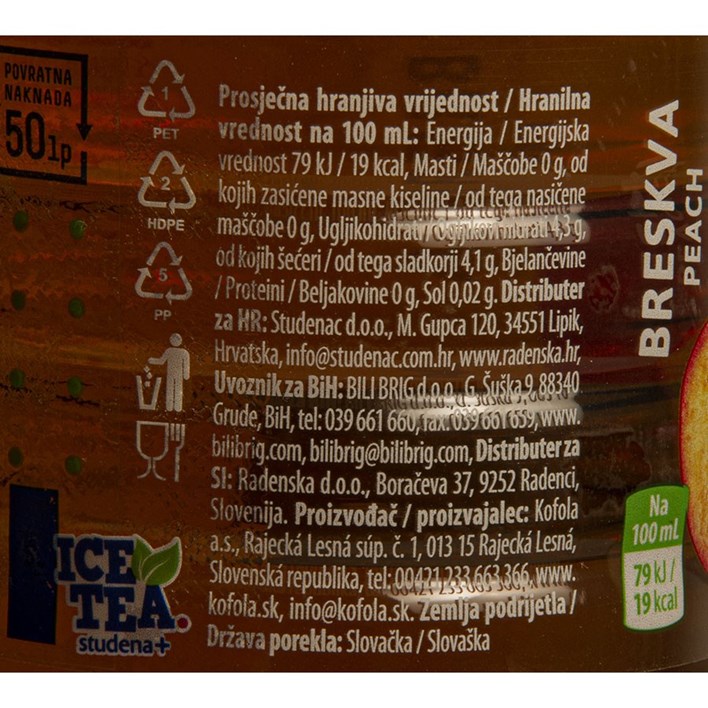 POVRATNA
NAKNADA
50lp
1
PET
2
HDPE
5
PP
Prosječna hranjiva vrijednost / Hranilna
vrednost na 100 mL: Energija / Energijska
vrednost 79 kJ / 19 kcal, Masti / Maščobe 0 g, od
kojih zasićene masne kiseline / od tega nasičene
maščobe 0 g, Ugljikohidrati / Ogljikovi hidrati 4,3 g,
od kojih šećeri / od tega sladkorji 4,1 g, Bjelančevine
/ Proteini / Beljakovine 0 g, Sol 0,02 g. Distributer
za HR: Studenac d.o.o., M. Gupca 120, 34551 Lipik,
Hrvatska, info@studenac.com.hr, www.radenska.hr,
Uvoznik za BiH: BILI BRIG d.o.o., G. Šuška 9, 88340
Grude, BiH, tel: 039 661 660, fax: 039 661 659, www.
bilibrig.com, bilibrig@bilibrig.com, Distributer za
SI: Radenska d.o.o., Boračeva 37, 9252 Radenci,
Slovenija. Proizvođač / proizvajalec: Kofola
a.s., Rajecká Lesná súp. č. 1, 013 15 Rajecká Lesná,
Slovenská republika, tel: 00421 233 663 366, www.
kofola.sk, info@kofola.sk. Zemlja podrijetla /
Država porekla: Slovačka / Slovaška
BRESKVA
PEACH
Na
100 mL
79 kJ /
19 kcal
ICE
TEA.
studena+